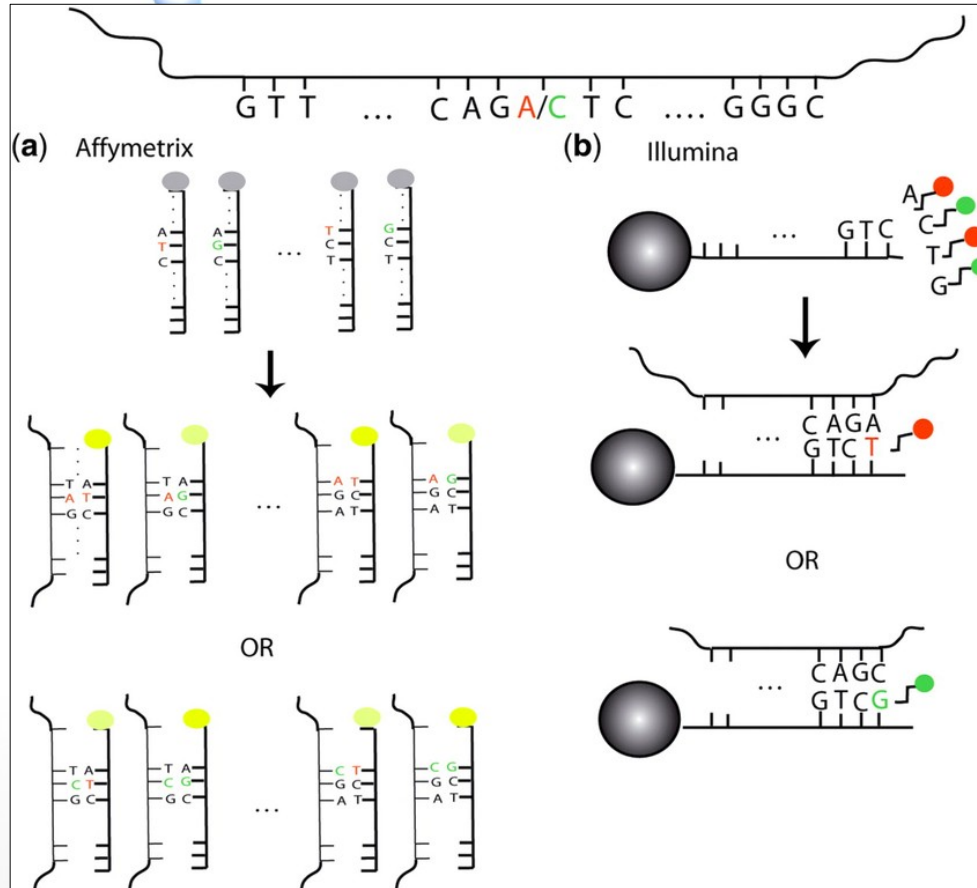 G T T ... C A G A/C T C .... G G G C
(a) Affymetrix
(b) Illumina
A A T G
T G ... C C
C C T T
... G T C
A
C
T
G
T A T A A T A G
A T A G ... G C G C
G C G C A T A T
... C A G A
G T C T
OR
OR
T A T A C T C G
C T C G G C G C
G C G C ... A T A T
... C A G C
G T C G